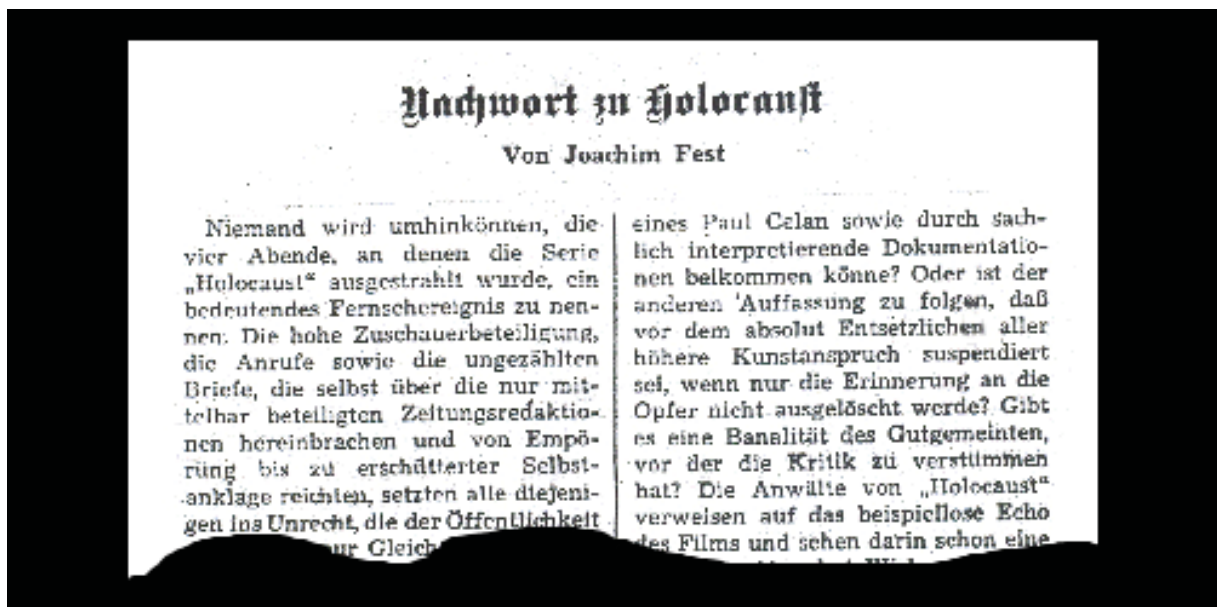 Nachwort zu Holocaust
Von Joachim Fest
Niemand wird umhinkönnen, die
vier Abende, an denen die Serie
„Holocaust“ ausgestrahlt wurde, ein
bedeutendes Fernsehereignis zu nen-
nen. Die hohe Zuschauerbeteiligung,
die Anrufe sowie die ungezählten
Briefe, die selbst über die nur mit-
telbar beteiligten Zeitungsredaktio-
nen hereinbrachen und von Empö-
rung bis zu erschütterter Selbst-
anklage reichten, setzten alle diejeni-
gen ins Unrecht, die der Öffentlichkeit
eines Paul Celan sowie durch sach-
lich interpretierende Dokumentatio-
nen beikommen könne? Oder ist der
anderen Auffassung zu folgen, daß
vor dem absolut Entsetzlichen aller
höhere Kunstanspruch suspendiert
sei, wenn nur die Erinnerung an die
Opfer nicht ausgelöscht werde? Gibt
es eine Banalität des Gutgemeinten,
vor der die Kritik zu verstummen
hat? Die Anwälte von „Holocaust“
verweisen auf das beispiellose Echo
des Films und sehen darin schon eine